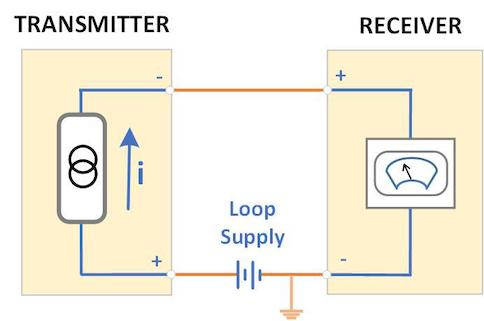 TRANSMITTER
RECEIVER
-
+
i
Loop
Supply
+
-